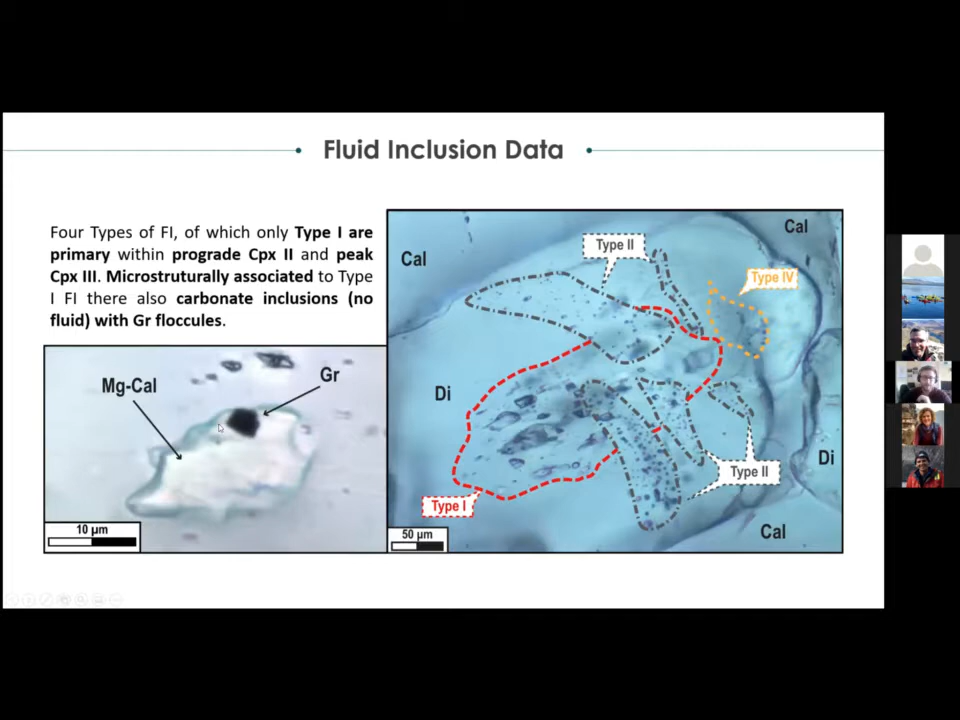 Fluid Inclusion Data
Four Types of FI, of which only Type I are
primary within prograde Cpx II and peak
Cpx III. Microstruturally associated to Type
I FI there also carbonate inclusions (no
fluid) with Gr floccules.
Mg-Cal
Gr
10 µm
Cal
Type II
Cal
Type IV
Di
Type II
Di
Type I
50 µm
Cal